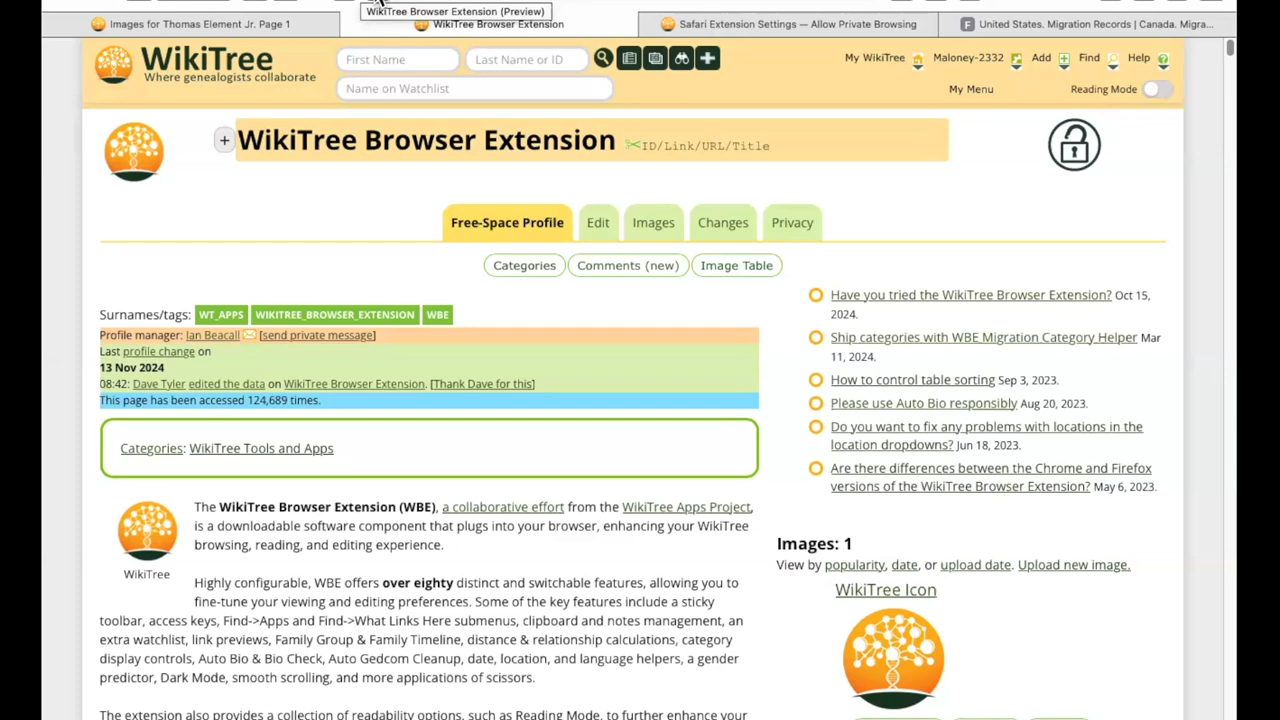 WikiTree Browser Extension (Preview)
Images for Thomas Element Jr. Page 1
WikiTree Browser Extension
Safari Extension Settings — Allow Private Browsing
United States. Migration Records | Canada. Migra...
WikiTree
Where genealogists collaborate
First Name
Last Name or ID
Name on Watchlist
My WikiTree
Maloney-2332
Add
Find
Help
My Menu
Reading Mode
+ WikiTree Browser Extension ID/Link/URL/Title
Free-Space Profile
Edit
Images
Changes
Privacy
Categories
Comments (new)
Image Table
Surnames/tags: WT_APPS WIKITREE_BROWSER_EXTENSION WBE
Profile manager: Ian Beacall [send private message]
Last profile change on
13 Nov 2024
08:42: Dave Tyler edited the data on WikiTree Browser Extension. [Thank Dave for this]
This page has been accessed 124,689 times.
Categories: WikiTree Tools and Apps
WikiTree
The WikiTree Browser Extension (WBE), a collaborative effort from the WikiTree Apps Project,
is a downloadable software component that plugs into your browser, enhancing your WikiTree
browsing, reading, and editing experience.
Highly configurable, WBE offers over eighty distinct and switchable features, allowing you to
fine-tune your viewing and editing preferences. Some of the key features include a sticky
toolbar, access keys, Find->Apps and Find->What Links Here submenus, clipboard and notes management, an
extra watchlist, link previews, Family Group & Family Timeline, distance & relationship calculations, category
display controls, Auto Bio & Bio Check, Auto Gedcom Cleanup, date, location, and language helpers, a gender
predictor, Dark Mode, smooth scrolling, and more applications of scissors.
The extension also provides a collection of readability options, such as Reading Mode, to further enhance your
Have you tried the WikiTree Browser Extension? Oct 15,
2024.
Ship categories with WBE Migration Category Helper Mar
11, 2024.
How to control table sorting Sep 3, 2023.
Please use Auto Bio responsibly Aug 20, 2023.
Do you want to fix any problems with locations in the
location dropdowns? Jun 18, 2023.
Are there differences between the Chrome and Firefox
versions of the WikiTree Browser Extension? May 6, 2023.
Images: 1
View by popularity, date, or upload date. Upload new image.
WikiTree Icon